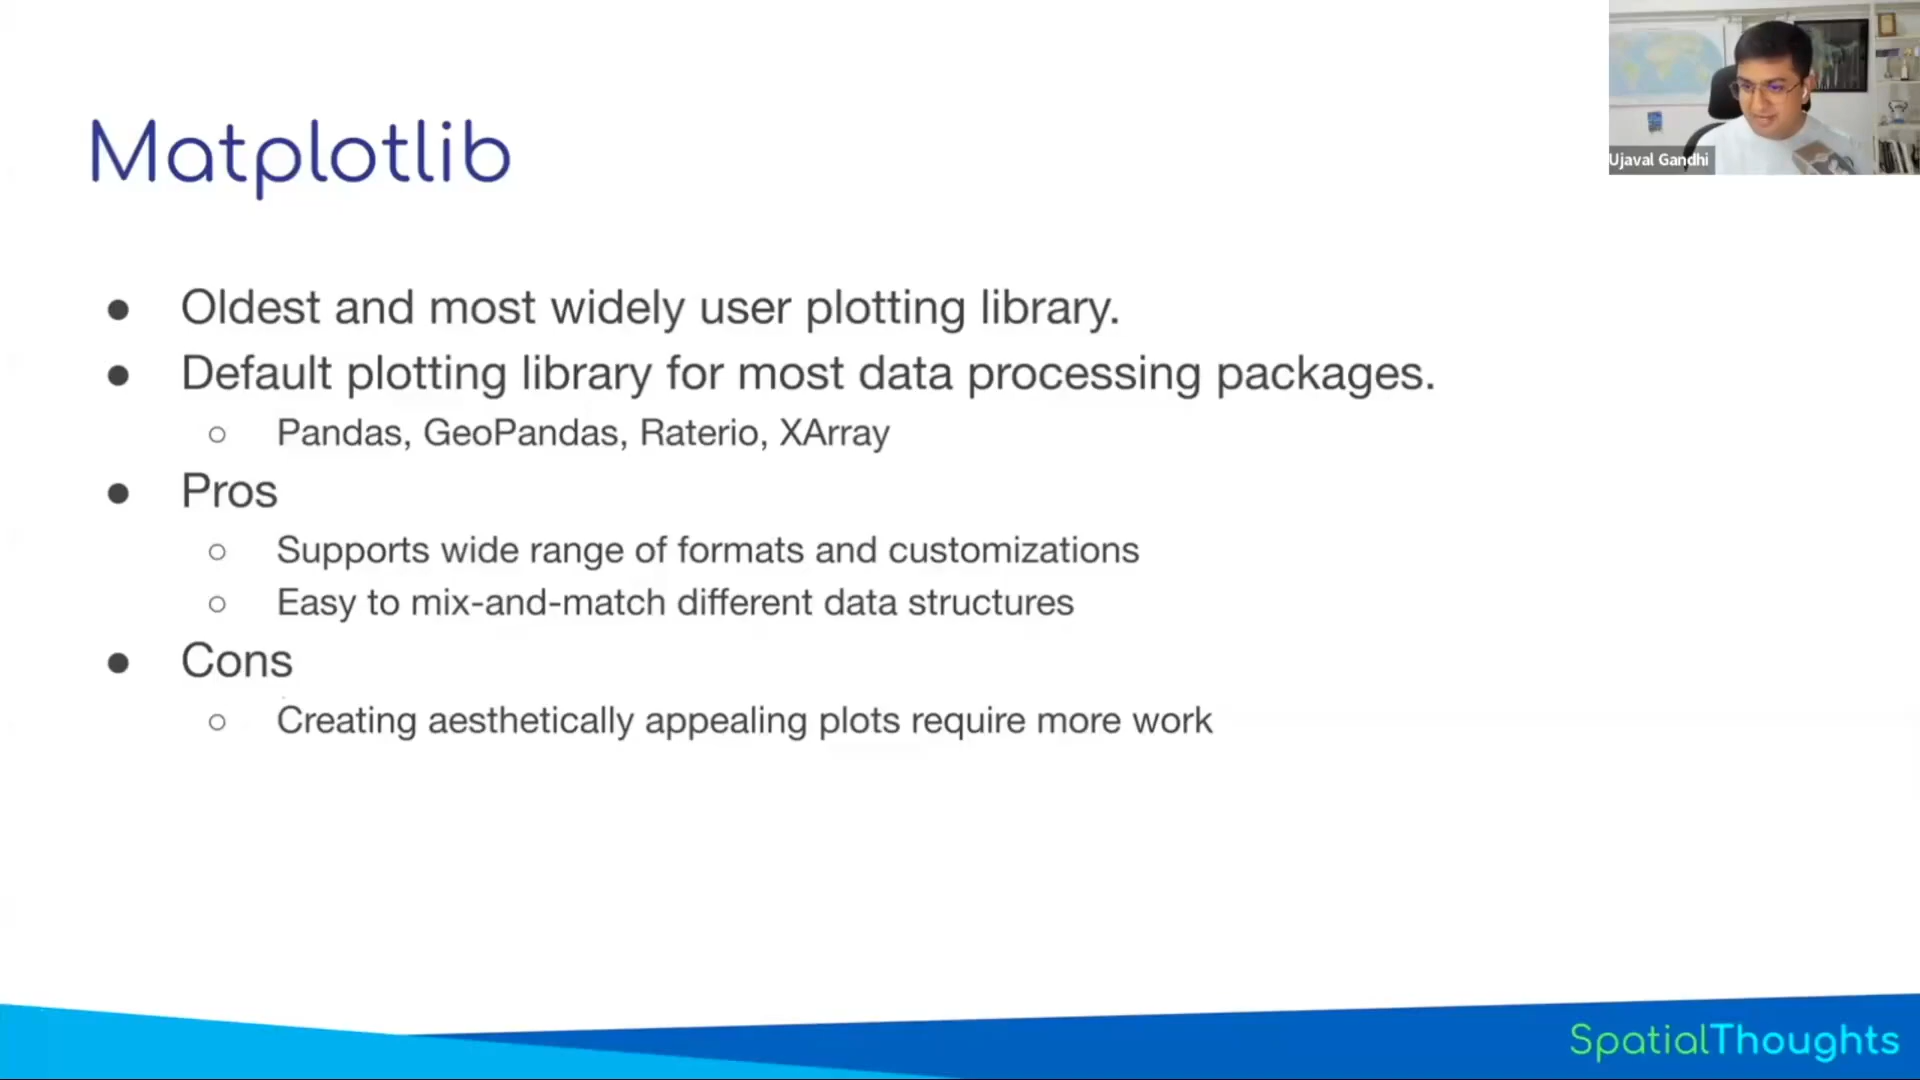 Matplotlib
Ujaval Gandhi
● Oldest and most widely user plotting library.
● Default plotting library for most data processing packages.
○ Pandas, GeoPandas, Raterio, XArray
● Pros
○ Supports wide range of formats and customizations
○ Easy to mix-and-match different data structures
● Cons
○ Creating aesthetically appealing plots require more work
SpatialThoughts